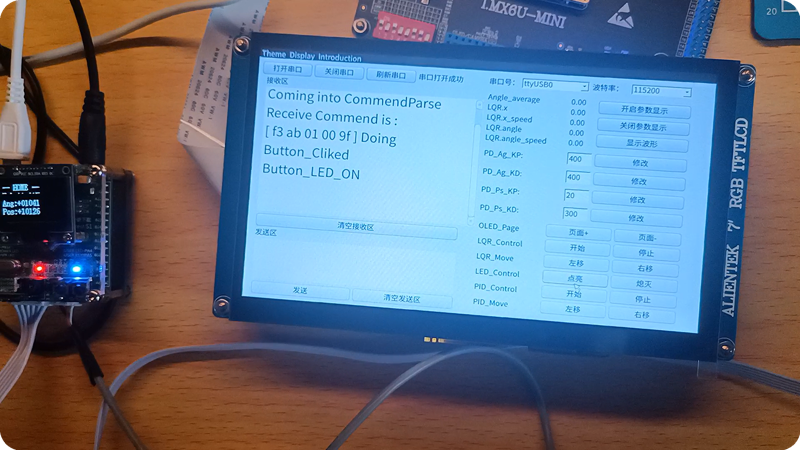 I.MX6U-MINI
20
Theme Display Introduction
打开串口 关闭串口 刷新串口 串口打开成功
接收区
Coming into CommendParse
Receive Commend is :
[ f3 ab 01 00 9f ] Doing
Button_Cliked
Button_LED_ON
清空接收区
发送区
发送 清空发送区
串口号: ttyUSB0 波特率: 115200
Angle_average 0.00
LQR.x 0.00
LQR.x_speed 0.00
LQR.angle 0.00
LQR.angle_speed 0.00
开启参数显示
关闭参数显示
显示波形
PD_Ag_KP: 400 修改
PD_Ag_KD: 400 修改
PD_Ps_KP: 20 修改
PD_Ps_KD: 300 修改
OLED_Page 页面+ 页面-
LQR_Control 开始 停止
LQR_Move 左移 右移
LED_Control 点亮 熄灭
PID_Control 开始 停止
PID_Move 左移 右移
ALIENTEK 7" RGB TFTLCD
HOME
Ang:+01041
Pos:+10126